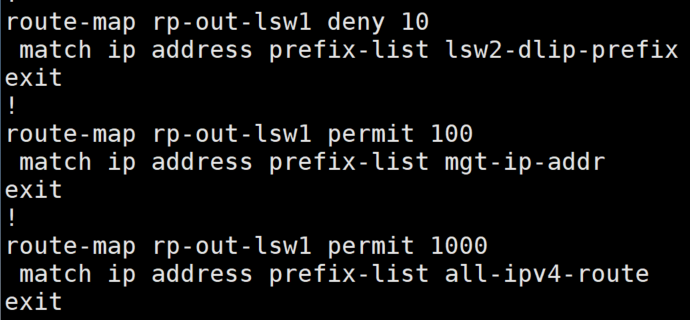 !
route-map rp-out-lsw1 deny 10
 match ip address prefix-list lsw2-dlip-prefix
exit
!
route-map rp-out-lsw1 permit 100
 match ip address prefix-list mgt-ip-addr
exit
!
route-map rp-out-lsw1 permit 1000
 match ip address prefix-list all-ipv4-route
exit